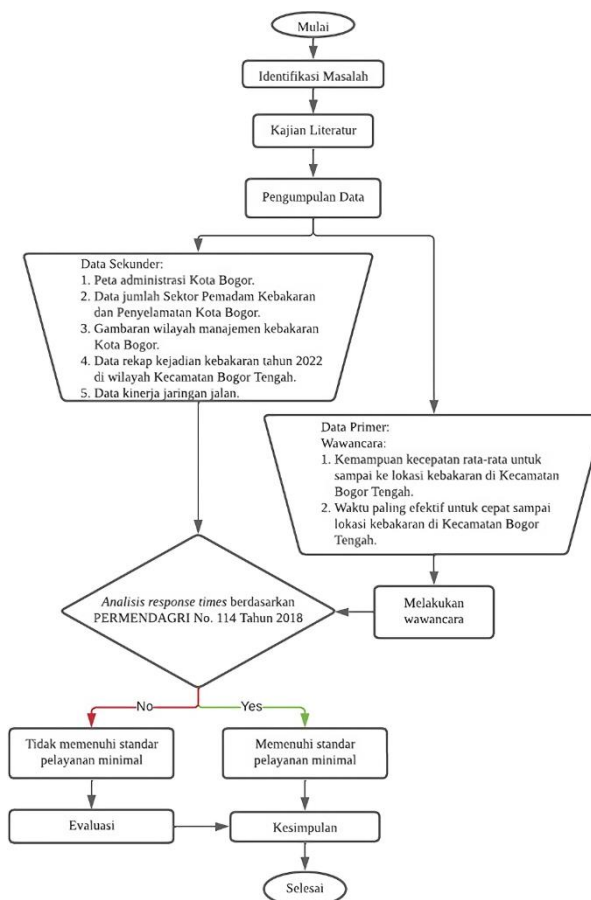 Mulai
Identifikasi Masalah
Kajian Literatur
Pengumpulan Data
Data Sekunder:
1. Peta administrasi Kota Bogor.
2. Data jumlah Sektor Pemadam Kebakaran
dan Penyelamatan Kota Bogor.
3. Gambaran wilayah manajemen kebakaran
Kota Bogor.
4. Data rekap kejadian kebakaran tahun 2022
di wilayah Kecamatan Bogor Tengah.
5. Data kinerja jaringan jalan.
Data Primer:
Wawancara:
1. Kemampuan kecepatan rata-rata untuk
sampai ke lokasi kebakaran di Kecamatan
Bogor Tengah.
2. Waktu paling efektif untuk cepat sampai
lokasi kebakaran di Kecamatan Bogor
Tengah.
Analisis response times berdasarkan
PERMENDAGRI No. 114 Tahun 2018
Melakukan
wawancara
No
Yes
Tidak memenuhi standar
pelayanan minimal
Memenuhi standar
pelayanan minimal
Evaluasi
Kesimpulan
Selesai